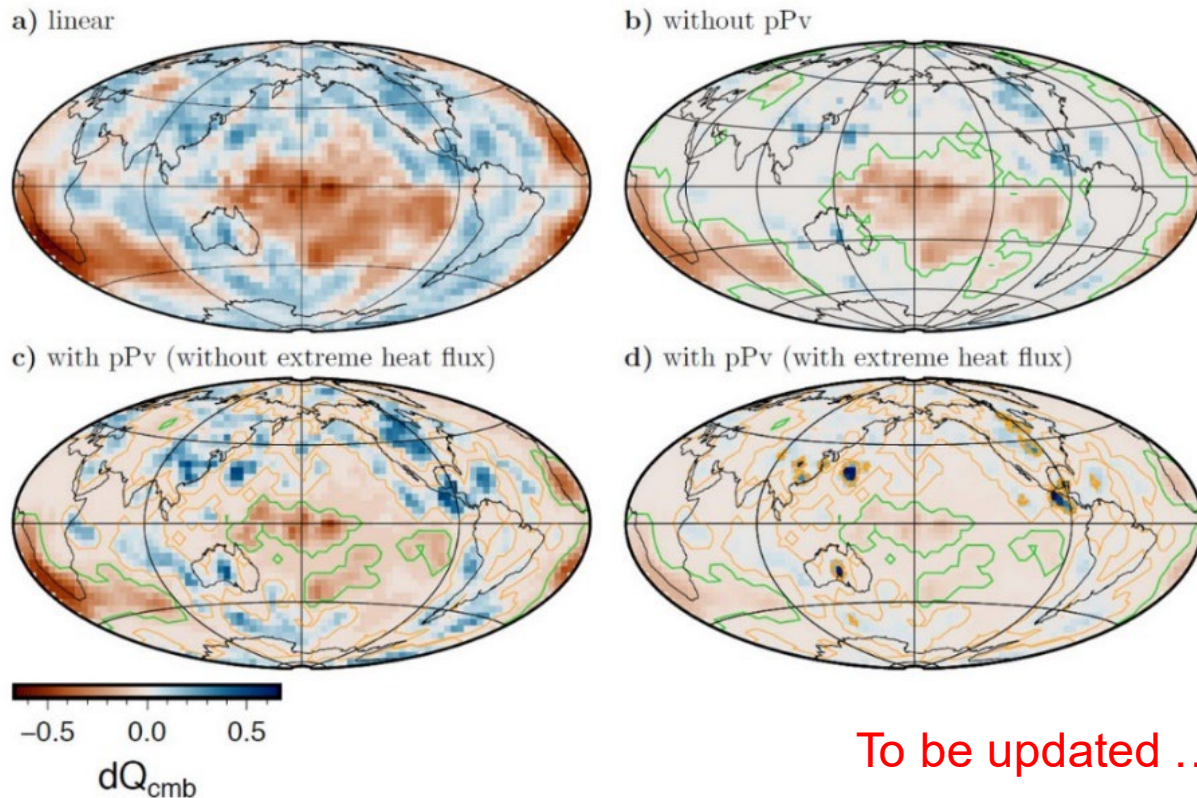 a) linear
b) without pPv
c) with pPv (without extreme heat flux)
d) with pPv (with extreme heat flux)
−0.5 0.0 0.5
dQcmb
To be updated …